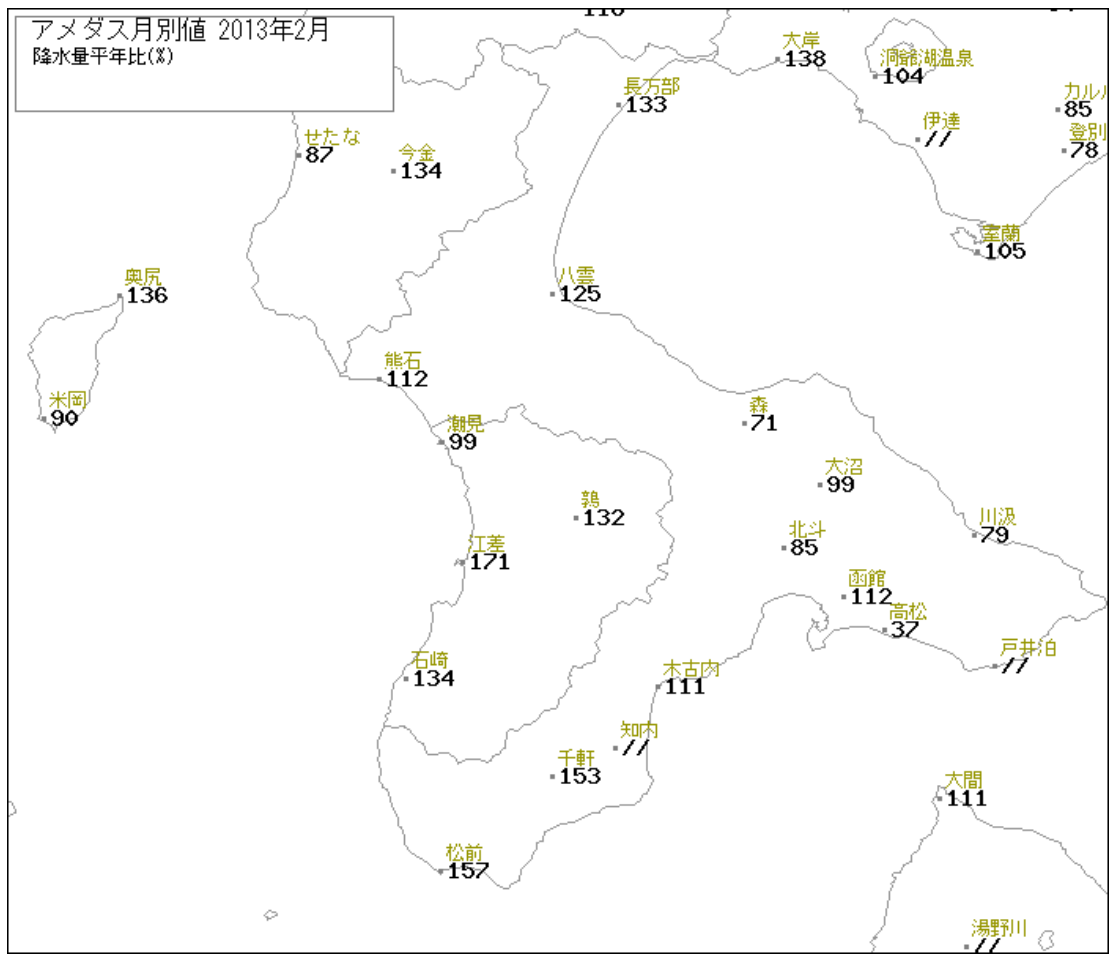 アメダス月別値 2013年2月
降水量平年比(%)
大岸
138
洞爺湖温泉
104
長万部
133
カル
85
伊達
//
登別
78
せたな
87
今金
134
室蘭
105
奥尻
136
八雲
125
熊石
112
米岡
90
森
71
潮見
99
大沼
99
鶉
132
川汲
79
北斗
85
江差
171
函館
112
高松
37
戸井泊
//
石崎
134
木古内
111
知内
//
千軒
153
大間
111
松前
157
湯野川
//